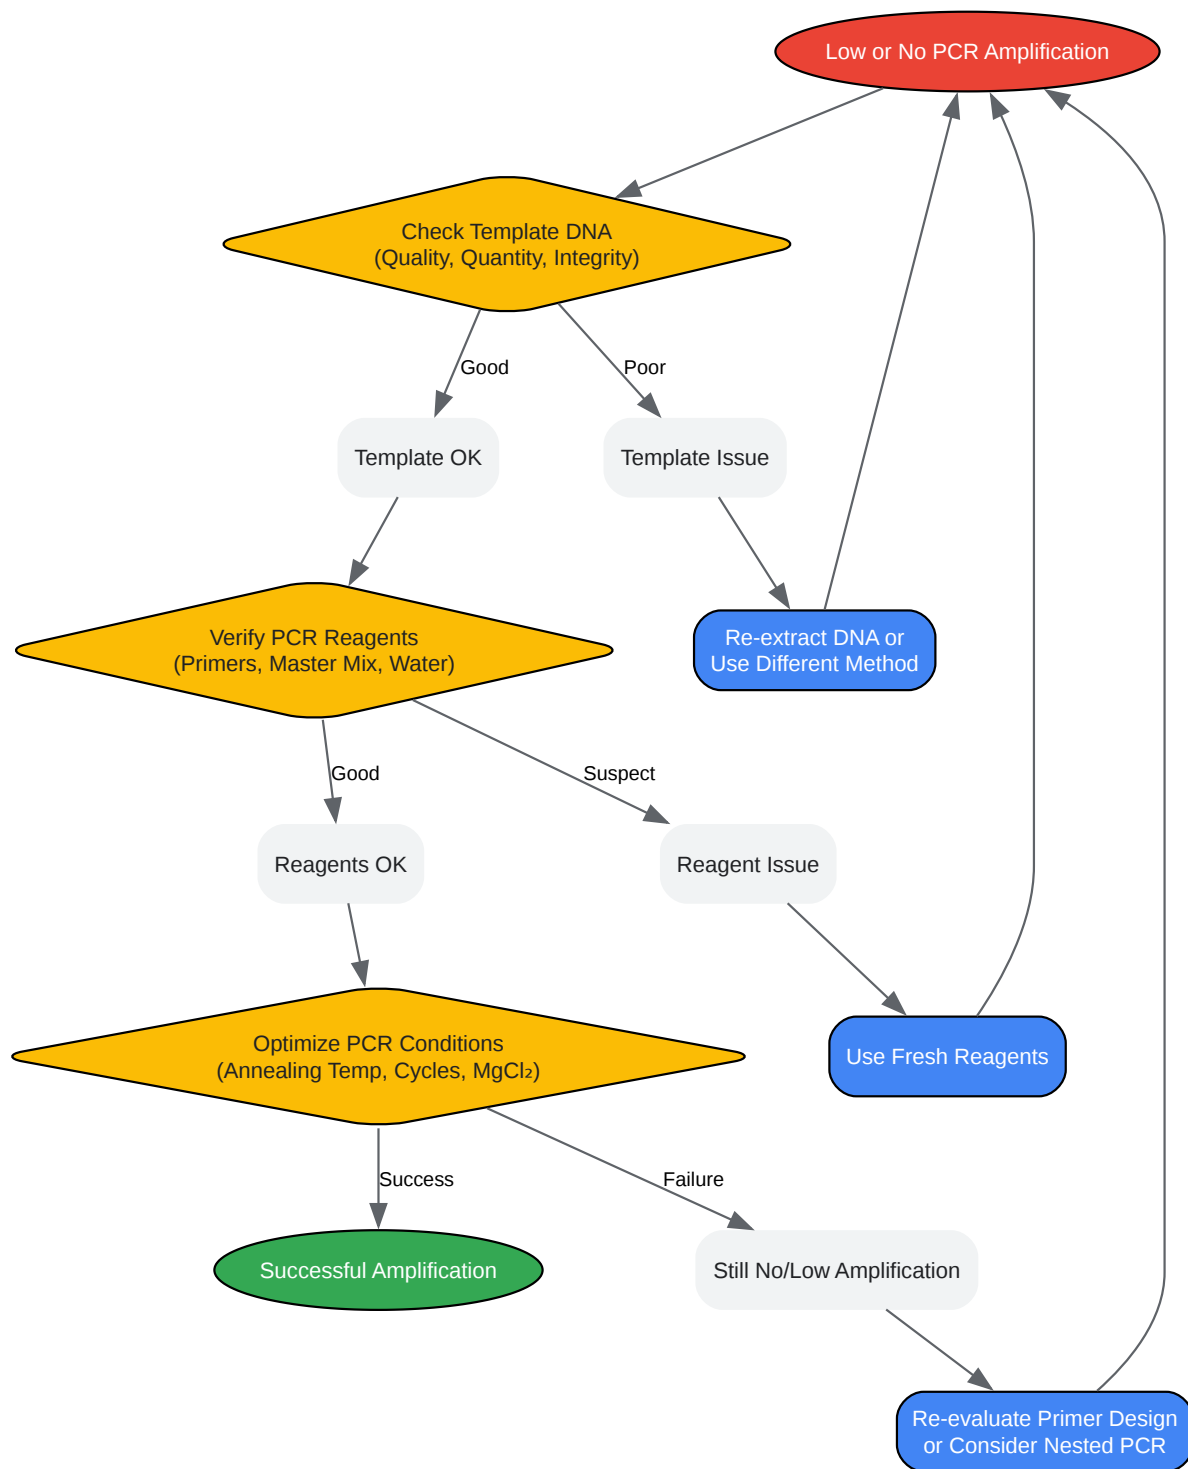 Low or No PCR Amplification
Check Template DNA
(Quality, Quantity, Integrity)
Good
Poor
Template OK
Template Issue
Verify PCR Reagents
(Primers, Master Mix, Water)
Re-extract DNA or
Use Different Method
Good
Suspect
Reagents OK
Reagent Issue
Optimize PCR Conditions
(Annealing Temp, Cycles, MgCl₂)
Use Fresh Reagents
Success
Failure
Successful Amplification
Still No/Low Amplification
Re-evaluate Primer Design
or Consider Nested PCR